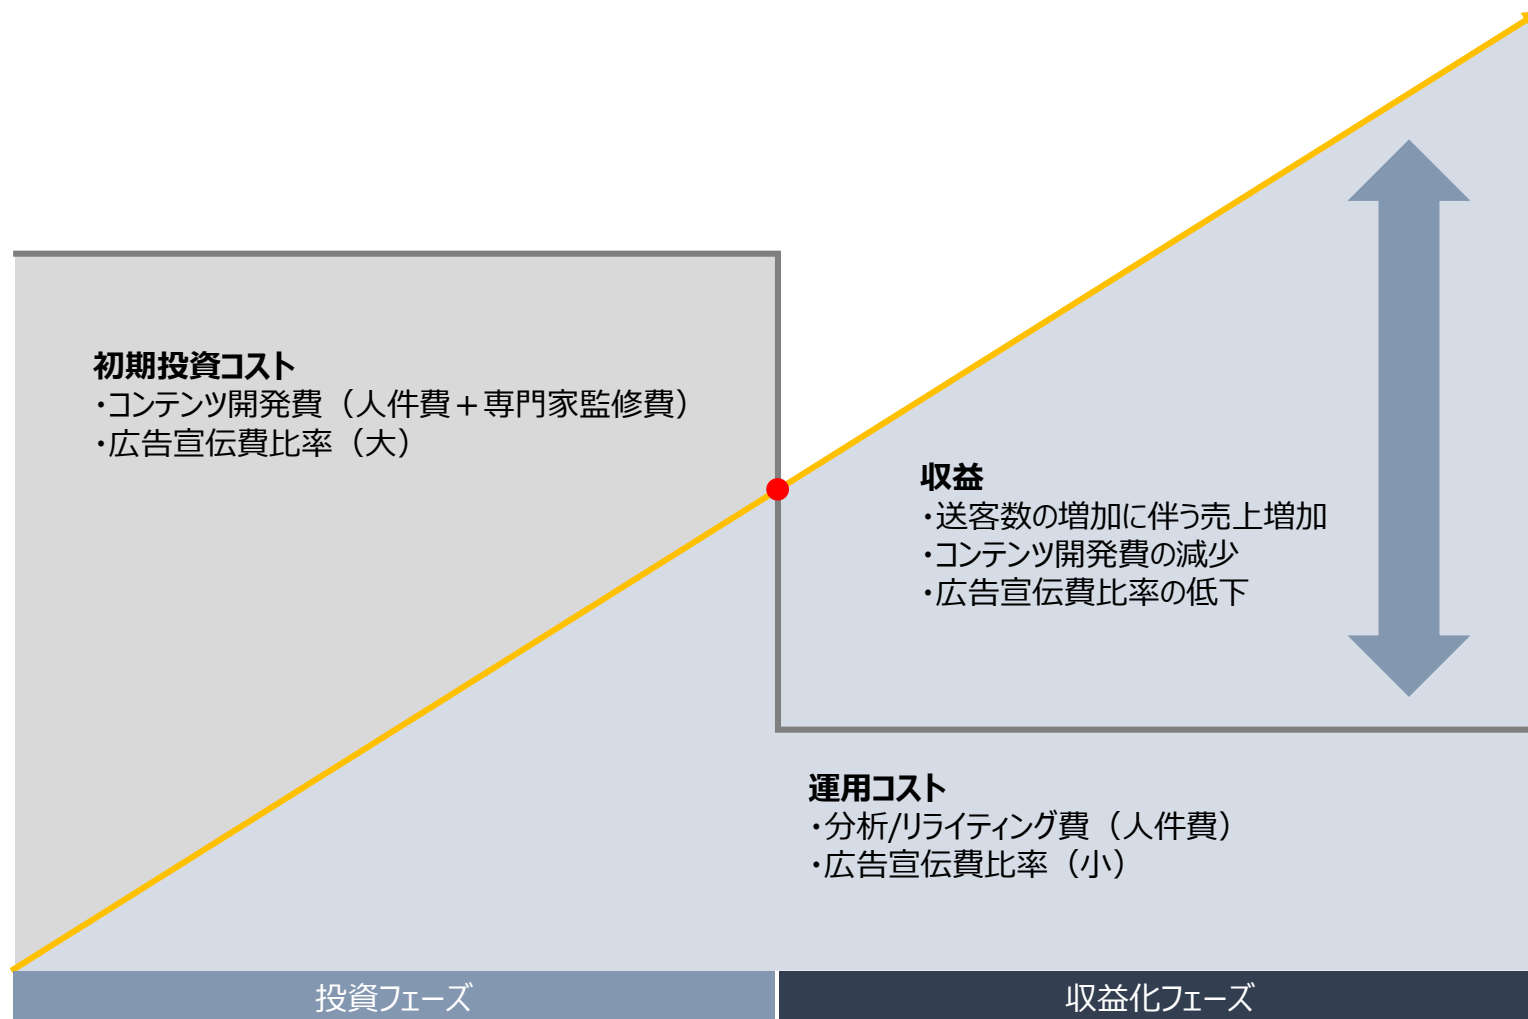 初期投資コスト
・コンテンツ開発費（人件費＋専門家監修費）
・広告宣伝費比率（大）
収益
・送客数の増加に伴う売上増加
・コンテンツ開発費の減少
・広告宣伝費比率の低下
運用コスト
・分析/リライティング費（人件費）
・広告宣伝費比率（小）
投資フェーズ
収益化フェーズ